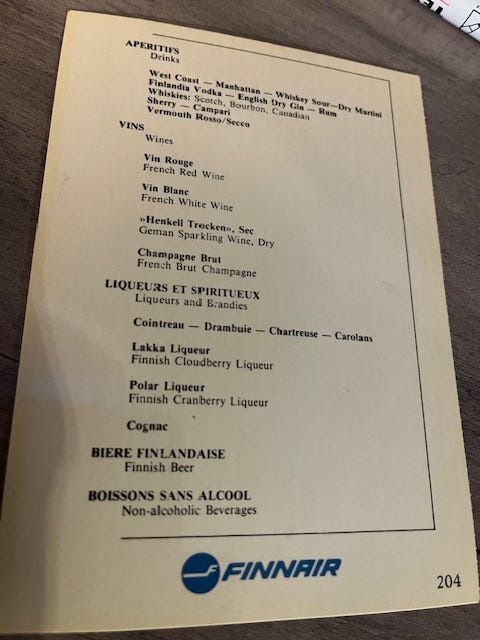 APERITIFS
Drinks
West Coast — Manhattan — Whiskey Sour—Dry Martini
Finlandia Vodka — English Dry Gin — Rum
Whiskies: Scotch, Bourbon, Canadian
Sherry — Campari
Vermouth Rosso/Secco
VINS
Wines
Vin Rouge
French Red Wine
Vin Blanc
French White Wine
»Henkell Trocken», Sec
Geman Sparkling Wine, Dry
Champagne Brut
French Brut Champagne
LIQUEURS ET SPIRITUEUX
Liqueurs and Brandies
Cointreau — Drambuie — Chartreuse — Carolans
Lakka Liqueur
Finnish Cloudberry Liqueur
Polar Liqueur
Finnish Cranberry Liqueur
Cognac
BIERE FINLANDAISE
Finnish Beer
BOISSONS SANS ALCOOL
Non-alcoholic Beverages
FINNAIR
204